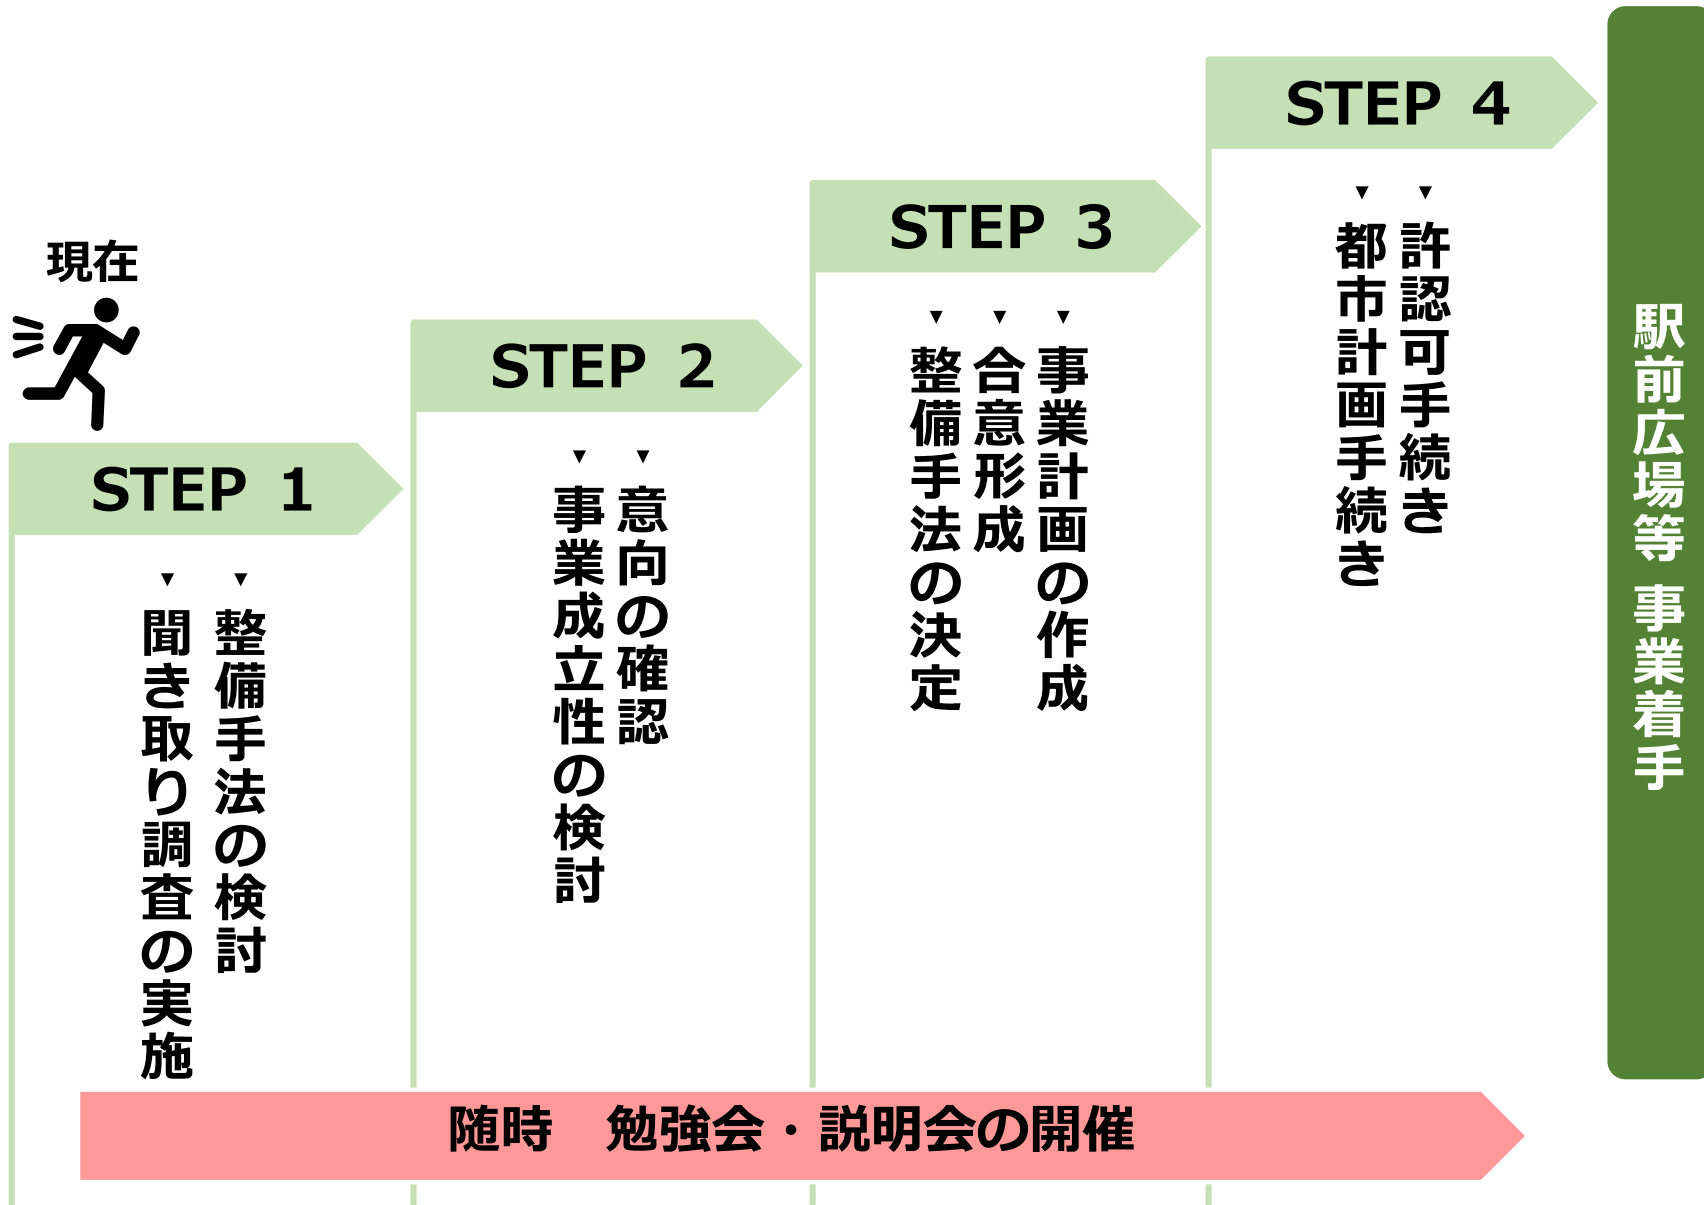 現在
STEP 1
▼整備手法の検討
▼聞き取り調査の実施
STEP 2
▼意向の確認
▼事業成立性の検討
STEP 3
▼事業計画の作成
▼合意形成
▼整備手法の決定
STEP 4
▼許認可手続き
▼都市計画手続き
駅前広場等 事業着手
随時　勉強会・説明会の開催